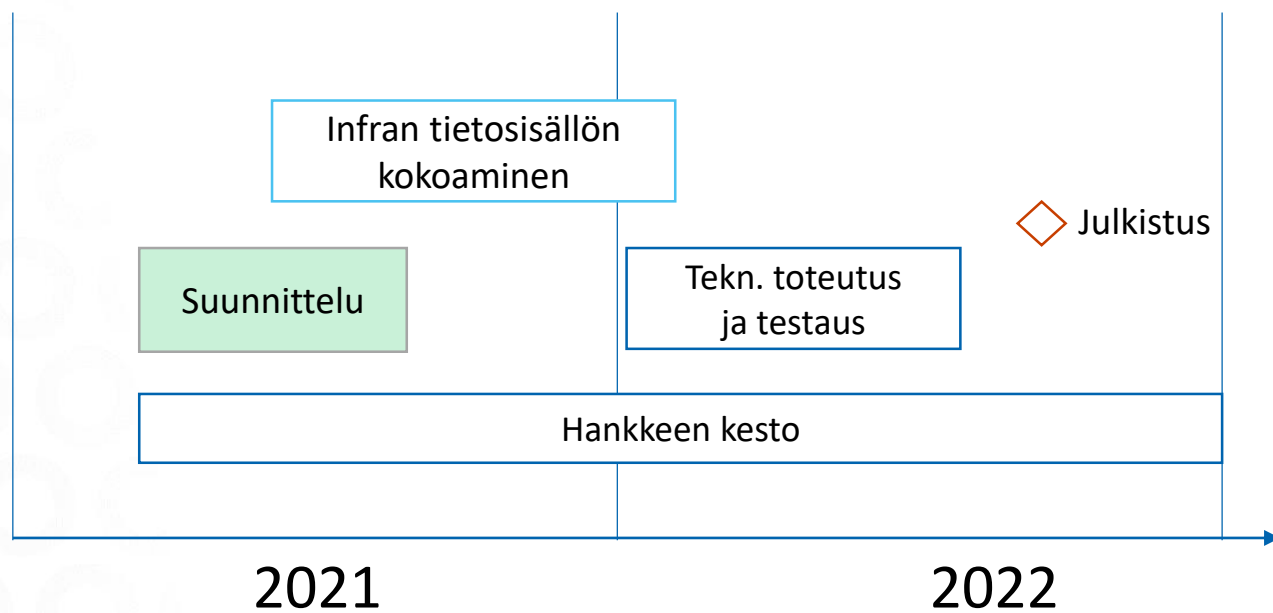 Infran tietosisällön
kokoaminen
Julkistus
Suunnittelu
Tekn. toteutus
ja testaus
Hankkeen kesto
2021
2022